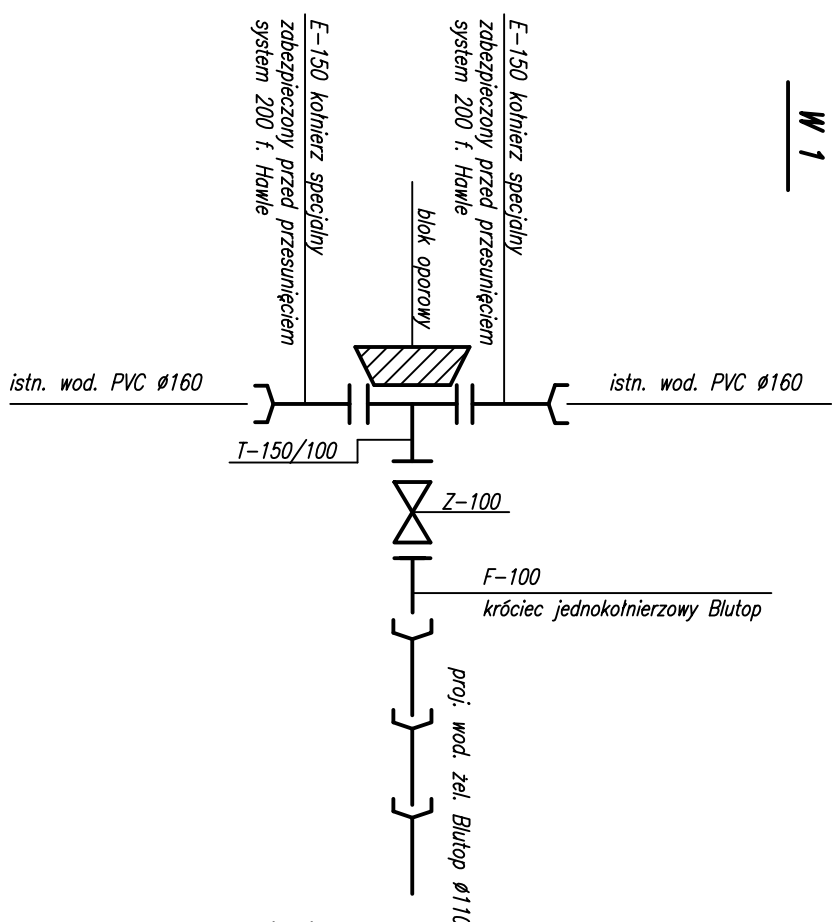 W 1
E-150 kołnierz specjalny
zabezpieczony przed przesunięciem
system 200 f. Hawle
E-150 kołnierz specjalny
zabezpieczony przed przesunięciem
system 200 f. Hawle
blok oporowy
istn. wod. PVC ø160
istn. wod. PVC ø160
T-150/100
Z-100
F-100
króciec jednokołnierzowy Blutop
proj. wod. żel. Blutop ø110